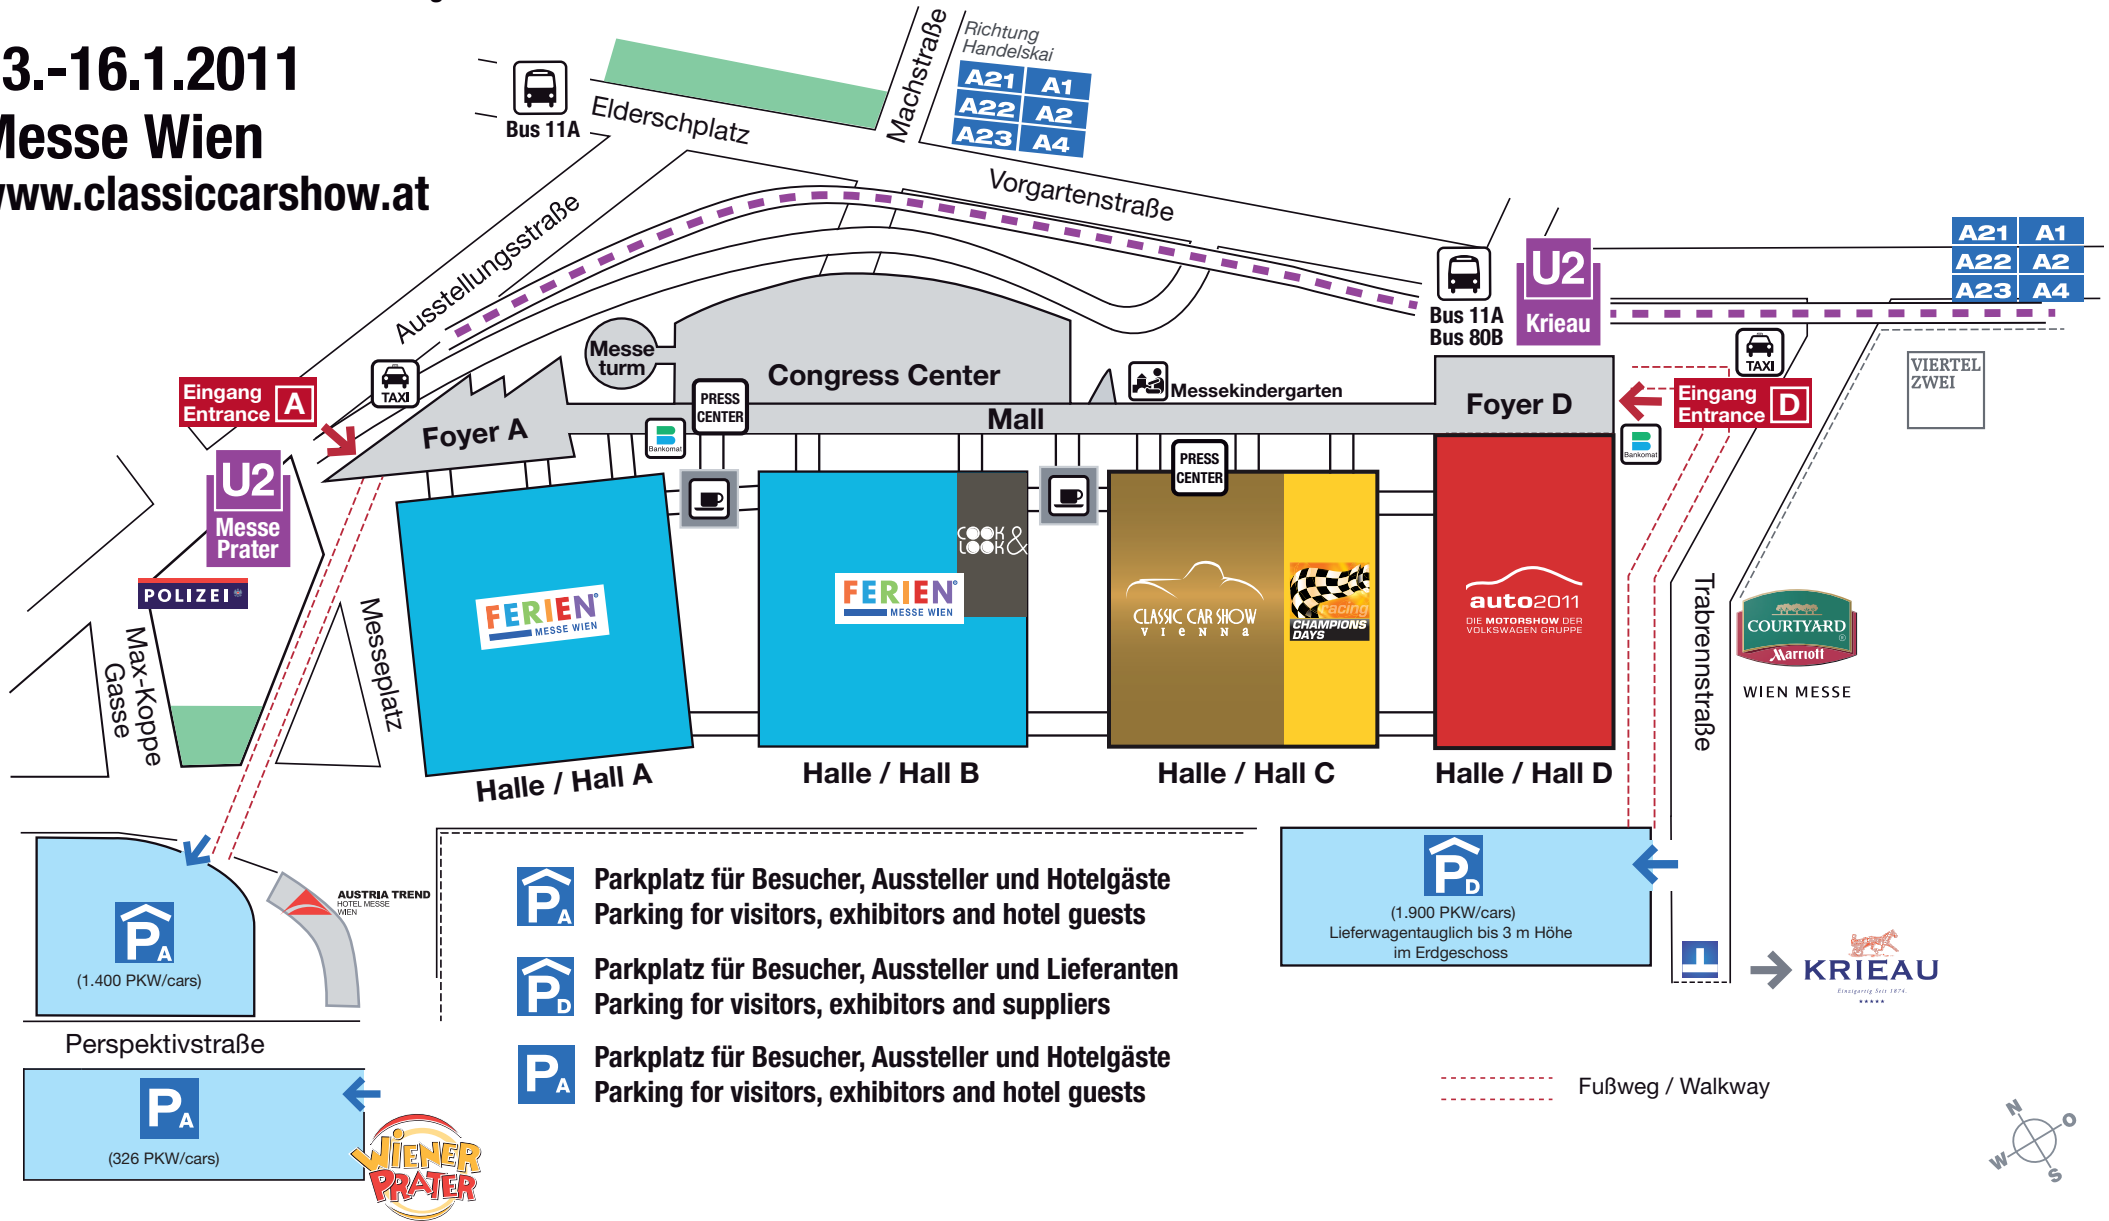 3.-16.1.2011
Messe Wien
www.classiccarshow.at
Bus 11A
Elderschplatz
Machstraße
Richtung
Handelskai
A21 A1
A22 A2
A23 A4
Vorgartenstraße
Ausstellungsstraße
Bus 11A
Bus 80B
U2
Krieau
A21 A1
A22 A2
A23 A4
TAXI
VIERTEL
ZWEI
Eingang
Entrance A
TAXI
Messe
turm
Congress Center
PRESS
CENTER
Messekindergarten
Mall
Foyer A
Foyer D
Eingang
Entrance D
Bankomat
Bankomat
PRESS
CENTER
U2
Messe
Prater
POLIZEI
Max-Koppe
Gasse
Messeplatz
FERIEN
MESSE WIEN
FERIEN
MESSE WIEN
COOK &
LOOK
CLASSIC CAR SHOW
VIENNA
racing
CHAMPIONS
DAYS
auto2011
DIE MOTORSHOW DER
VOLKSWAGEN GRUPPE
Trabrennstraße
COURTYARD
Marriott
WIEN MESSE
Halle / Hall A
Halle / Hall B
Halle / Hall C
Halle / Hall D
PA
(1.400 PKW/cars)
AUSTRIA TREND
HOTEL MESSE
WIEN
Perspektivstraße
PA
(326 PKW/cars)
WIENER
PRATER
PA
Parkplatz für Besucher, Aussteller und Hotelgäste
Parking for visitors, exhibitors and hotel guests
PD
Parkplatz für Besucher, Aussteller und Lieferanten
Parking for visitors, exhibitors and suppliers
PA
Parkplatz für Besucher, Aussteller und Hotelgäste
Parking for visitors, exhibitors and hotel guests
PD
(1.900 PKW/cars)
Lieferwagentauglich bis 3 m Höhe
im Erdgeschoss
KRIEAU
Einzigartig Seit 1874.
Fußweg / Walkway
N
O
W
S